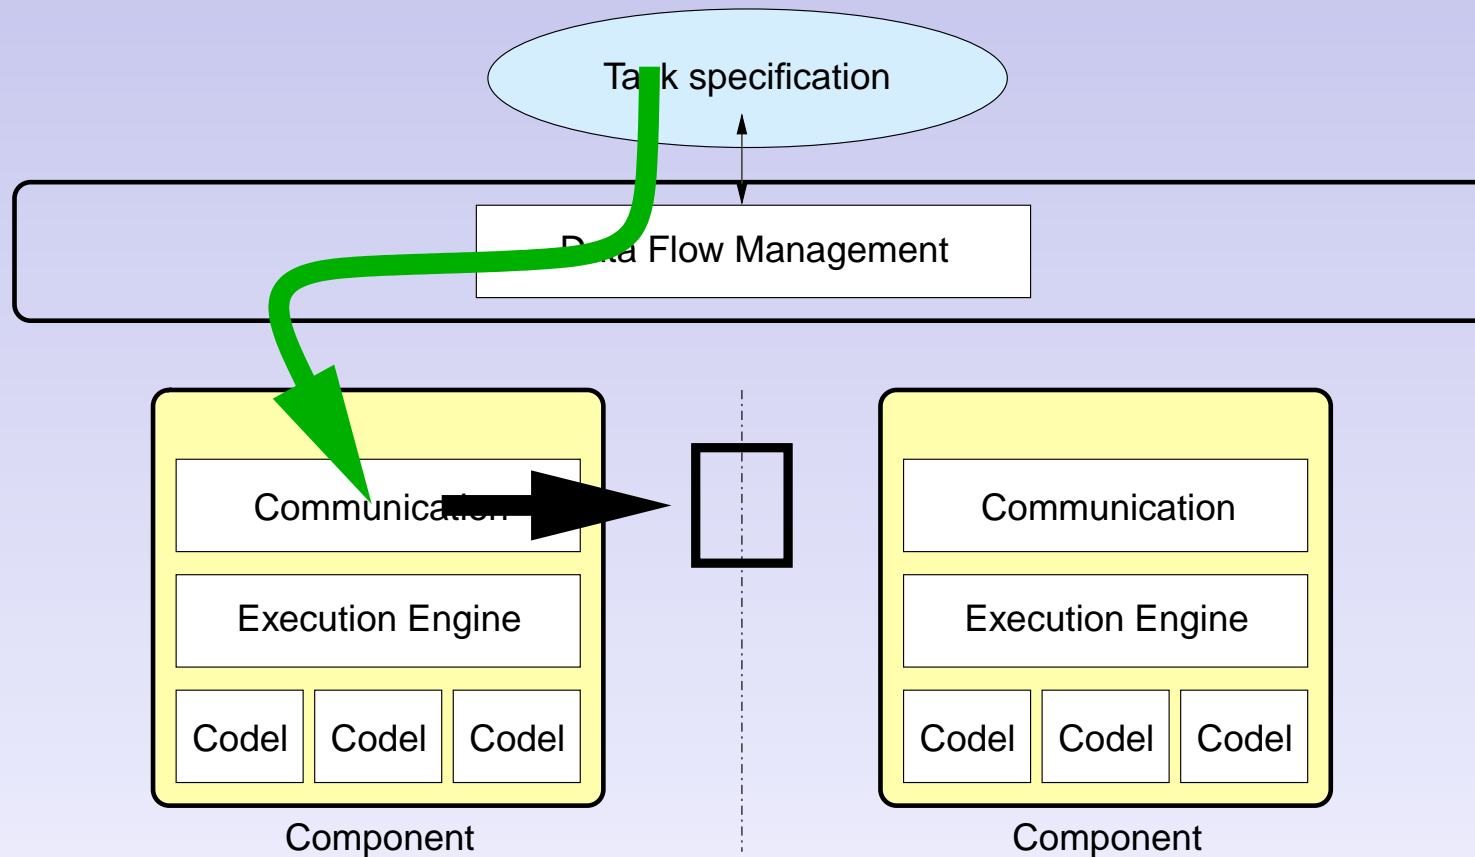 Task specification
Data Flow Management
Communication
Communication
Execution Engine
Execution Engine
Codel Codel Codel
Codel Codel Codel
Component
Component